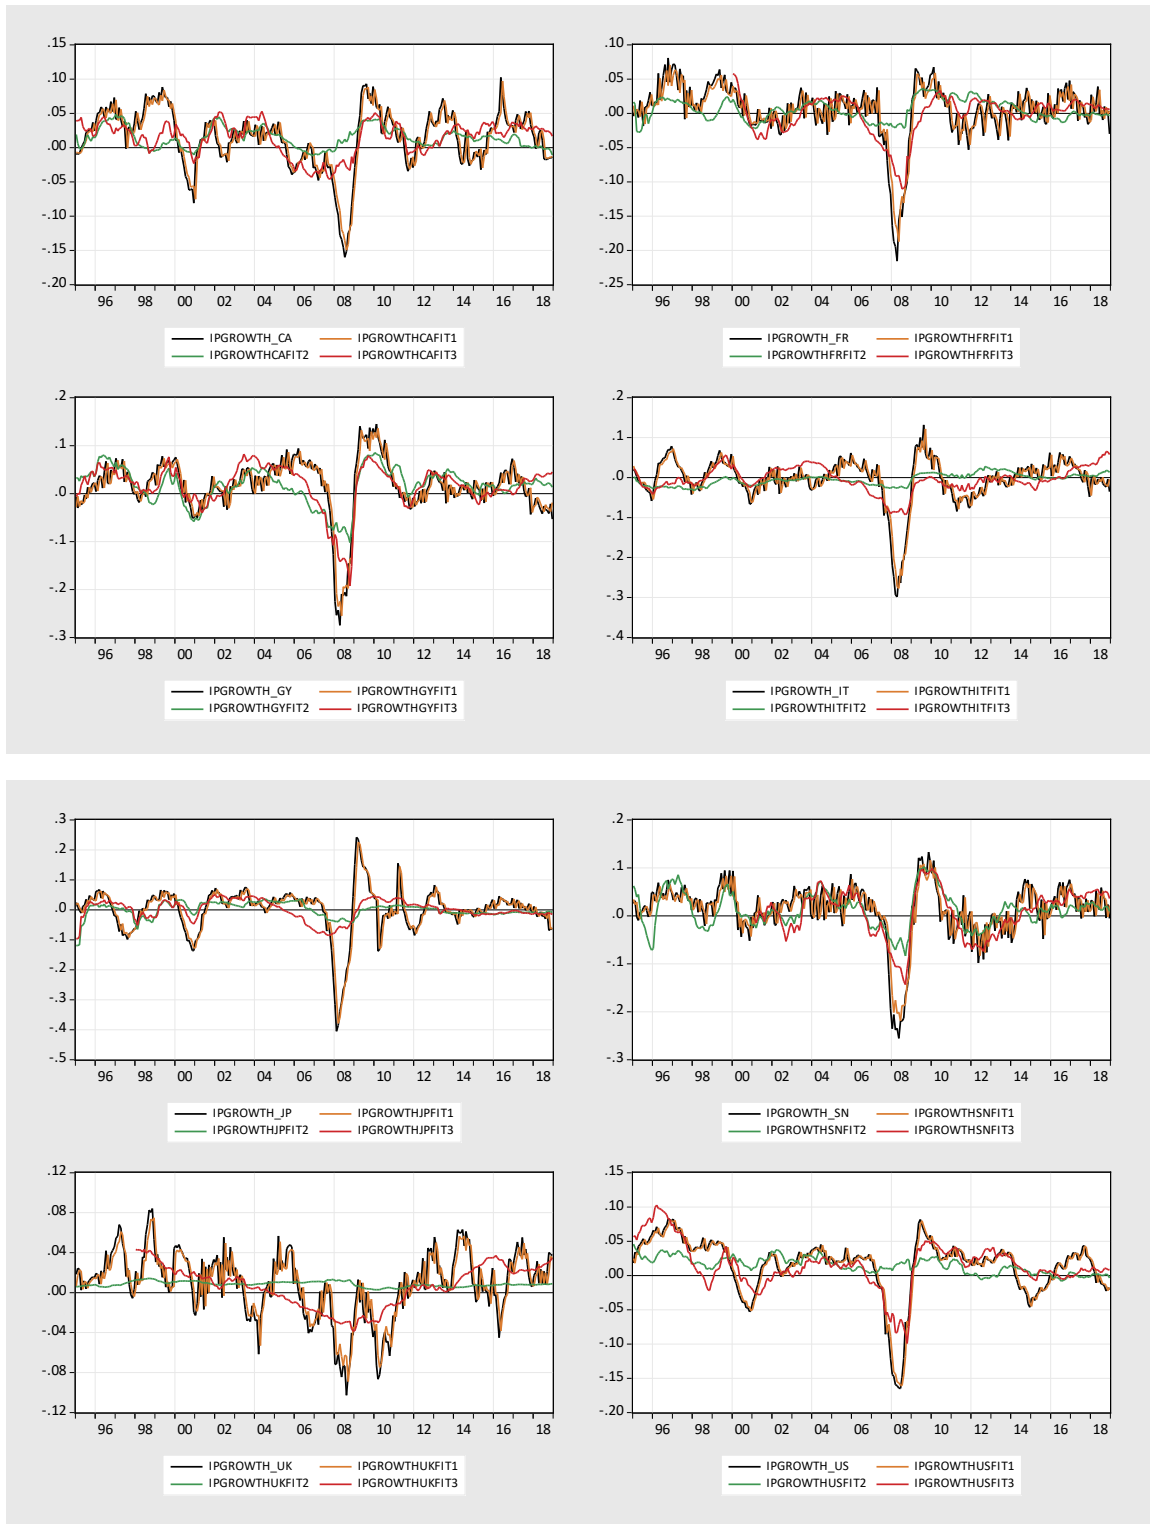 .15
.10
.05
.00
-.05
-.10
-.15
-.20
96 98 00 02 04 06 08 10 12 14 16 18
IPGROWTH_CA IPGROWTHCAFIT1
IPGROWTHCAFIT2 IPGROWTHCAFIT3
.10
.05
.00
-.05
-.10
-.15
-.20
-.25
96 98 00 02 04 06 08 10 12 14 16 18
IPGROWTH_FR IPGROWTHFRFIT1
IPGROWTHFRFIT2 IPGROWTHFRFIT3
.2
.1
.0
-.1
-.2
-.3
96 98 00 02 04 06 08 10 12 14 16 18
IPGROWTH_GY IPGROWTHGYFIT1
IPGROWTHGYFIT2 IPGROWTHGYFIT3
.2
.1
.0
-.1
-.2
-.3
-.4
96 98 00 02 04 06 08 10 12 14 16 18
IPGROWTH_IT IPGROWTHITFIT1
IPGROWTHITFIT2 IPGROWTHITFIT3
.3
.2
.1
.0
-.1
-.2
-.3
-.4
-.5
96 98 00 02 04 06 08 10 12 14 16 18
IPGROWTH_JP IPGROWTHJPFIT1
IPGROWTHJPFIT2 IPGROWTHJPFIT3
.2
.1
.0
-.1
-.2
-.3
96 98 00 02 04 06 08 10 12 14 16 18
IPGROWTH_SN IPGROWTHSNFIT1
IPGROWTHSNFIT2 IPGROWTHSNFIT3
.12
.08
.04
.00
-.04
-.08
-.12
96 98 00 02 04 06 08 10 12 14 16 18
IPGROWTH_UK IPGROWTHUKFIT1
IPGROWTHUKFIT2 IPGROWTHUKFIT3
.15
.10
.05
.00
-.05
-.10
-.15
-.20
96 98 00 02 04 06 08 10 12 14 16 18
IPGROWTH_US IPGROWTHUSFIT1
IPGROWTHUSFIT2 IPGROWTHUSFIT3